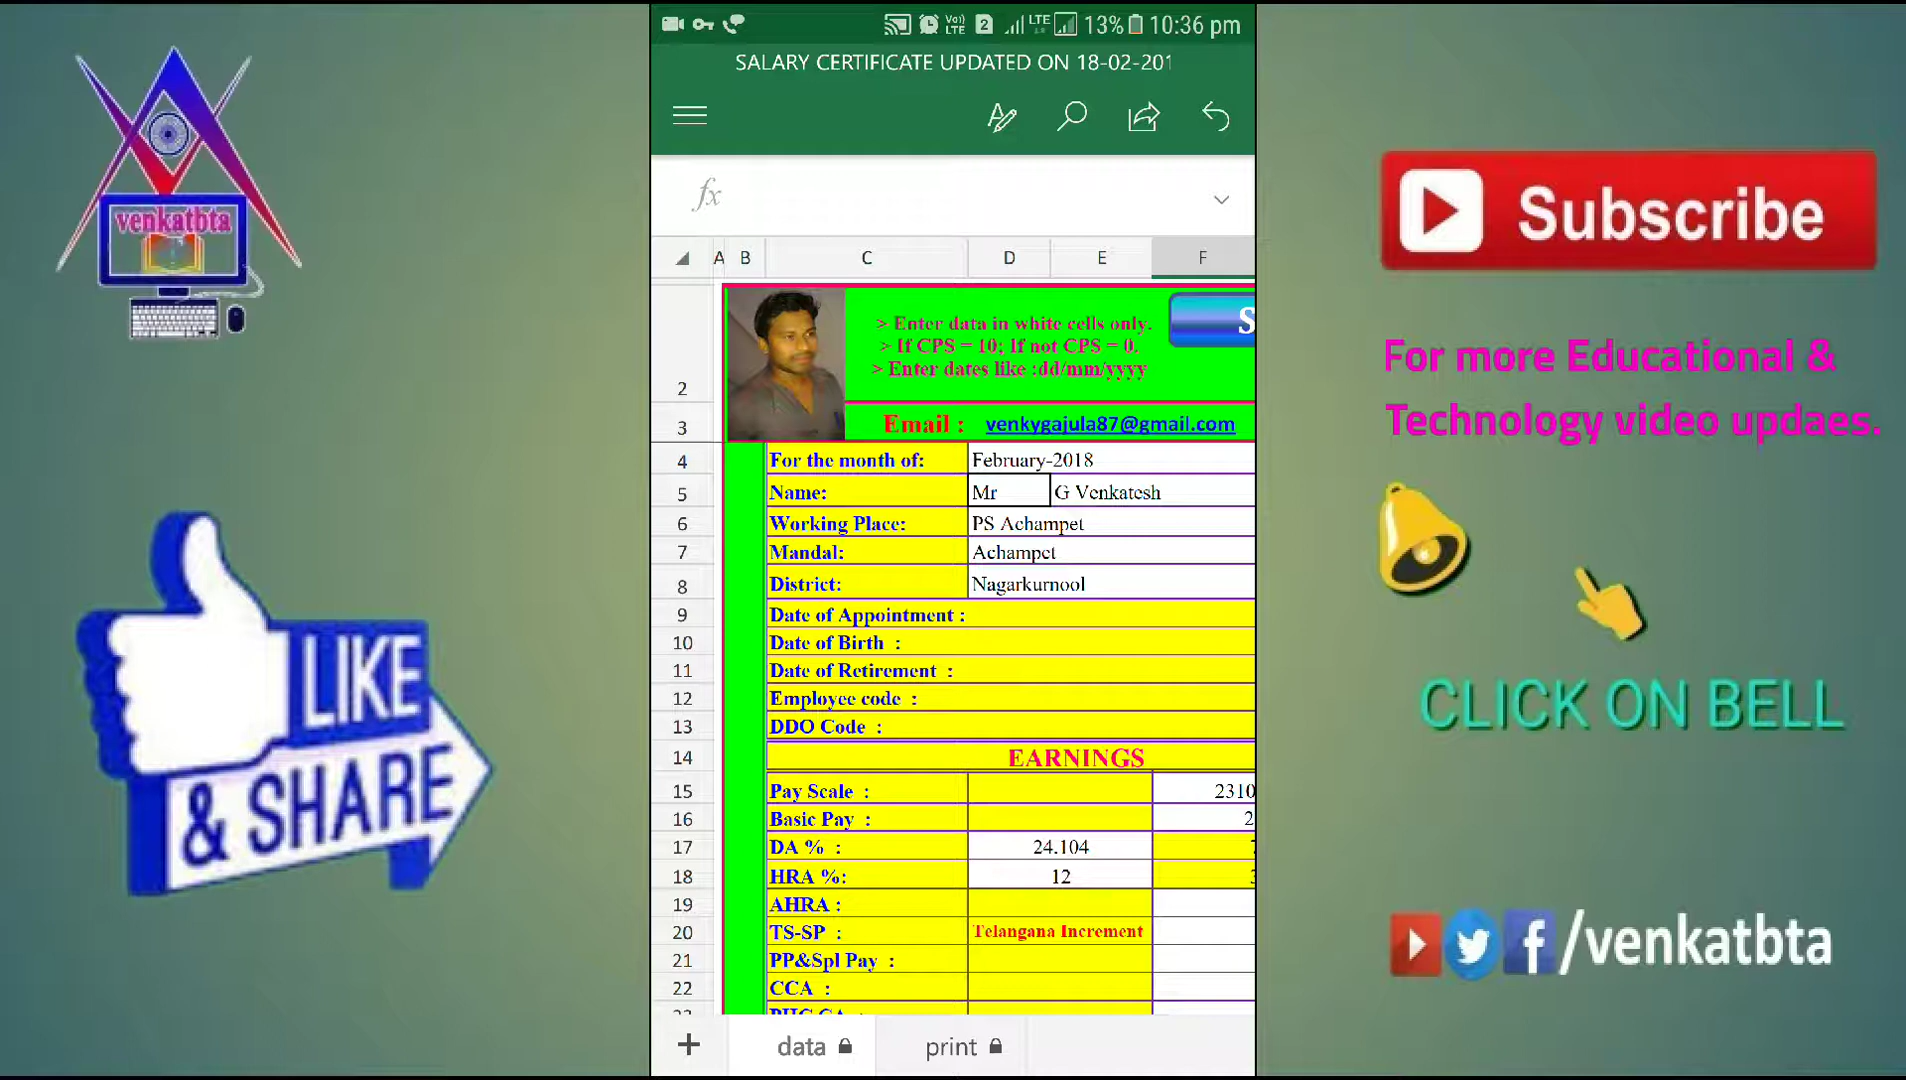 venkatbta
LIKE
& SHARE
VoI) LTE 2 LTE 13% 10:36 pm
SALARY CERTIFICATE UPDATED ON 18-02-201
fx
A B C D E F
2
> Enter data in white cells only.
> If CPS = 10; If not CPS = 0.
> Enter dates like :dd/mm/yyyy
S
3 Email : venkygajula87@gmail.com
4 For the month of: February-2018
5 Name: Mr G Venkatesh
6 Working Place: PS Achampet
7 Mandal: Achampet
8 District: Nagarkurnool
9 Date of Appointment :
10 Date of Birth :
11 Date of Retirement :
12 Employee code :
13 DDO Code :
14 EARNINGS
15 Pay Scale : 2310
16 Basic Pay : 2
17 DA % : 24.104
18 HRA %: 12
19 AHRA :
20 TS-SP : Telangana Increment
21 PP&Spl Pay :
22 CCA :
+ data print
Subscribe
For more Educational &
Technology video updaes.
CLICK ON BELL
/venkatbta